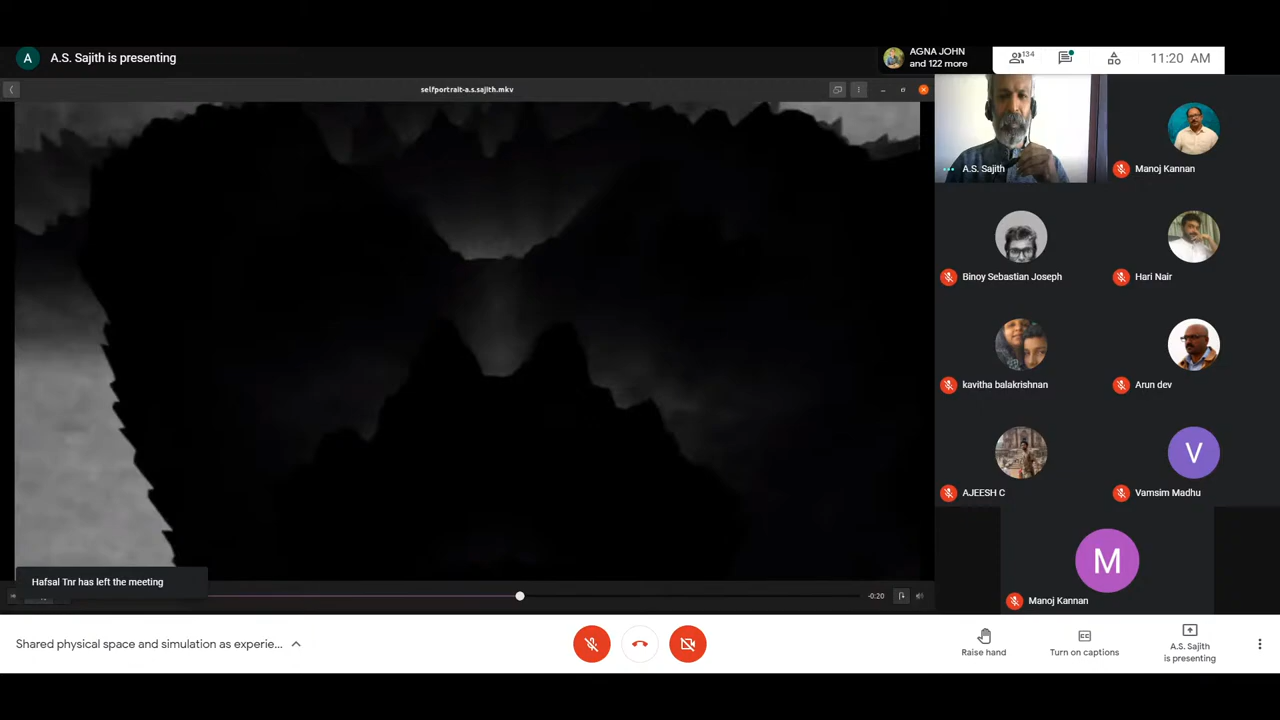 A
A.S. Sajith is presenting
AGNA JOHN
and 122 more
134
11:20 AM
selfportrait-a.s.sajith.mkv
A.S. Sajith
Manoj Kannan
Binoy Sebastian Joseph
Hari Nair
kavitha balakrishnan
Arun dev
AJEESH C
V
Vamsim Madhu
M
Manoj Kannan
Hafsal Tnr has left the meeting
-0:20
Shared physical space and simulation as experie...
Raise hand
Turn on captions
A.S. Sajith
is presenting